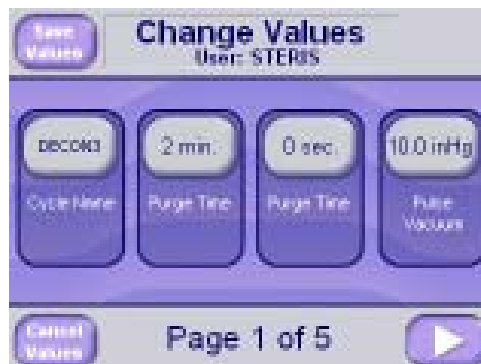 Save
Values
Change Values
User: STERIS
2 min.
0 sec.
10.0 inHg
Cycle Name
Purge Time
Purge Time
Pulse
Vacuum
Cancel
Values
Page 1 of 5